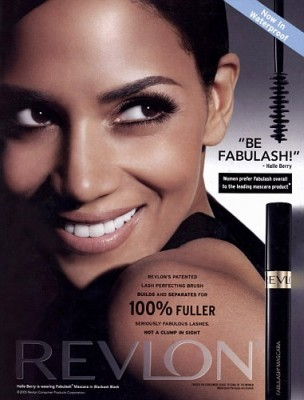 Now In
Waterproof
"BE
FABULASH!"
- Halle Berry
Women prefer Fabulash overall
to the leading mascara product*
REVLON'S PATENTED
LASH PERFECTING BRUSH
BUILDS AND SEPARATES FOR
100% FULLER
SERIOUSLY FABULOUS LASHES.
NOT A CLUMP IN SIGHT
REVLON
FABULASH MASCARA
REVLON
Halle Berry is wearing Fabulash Mascara in Blackest Black